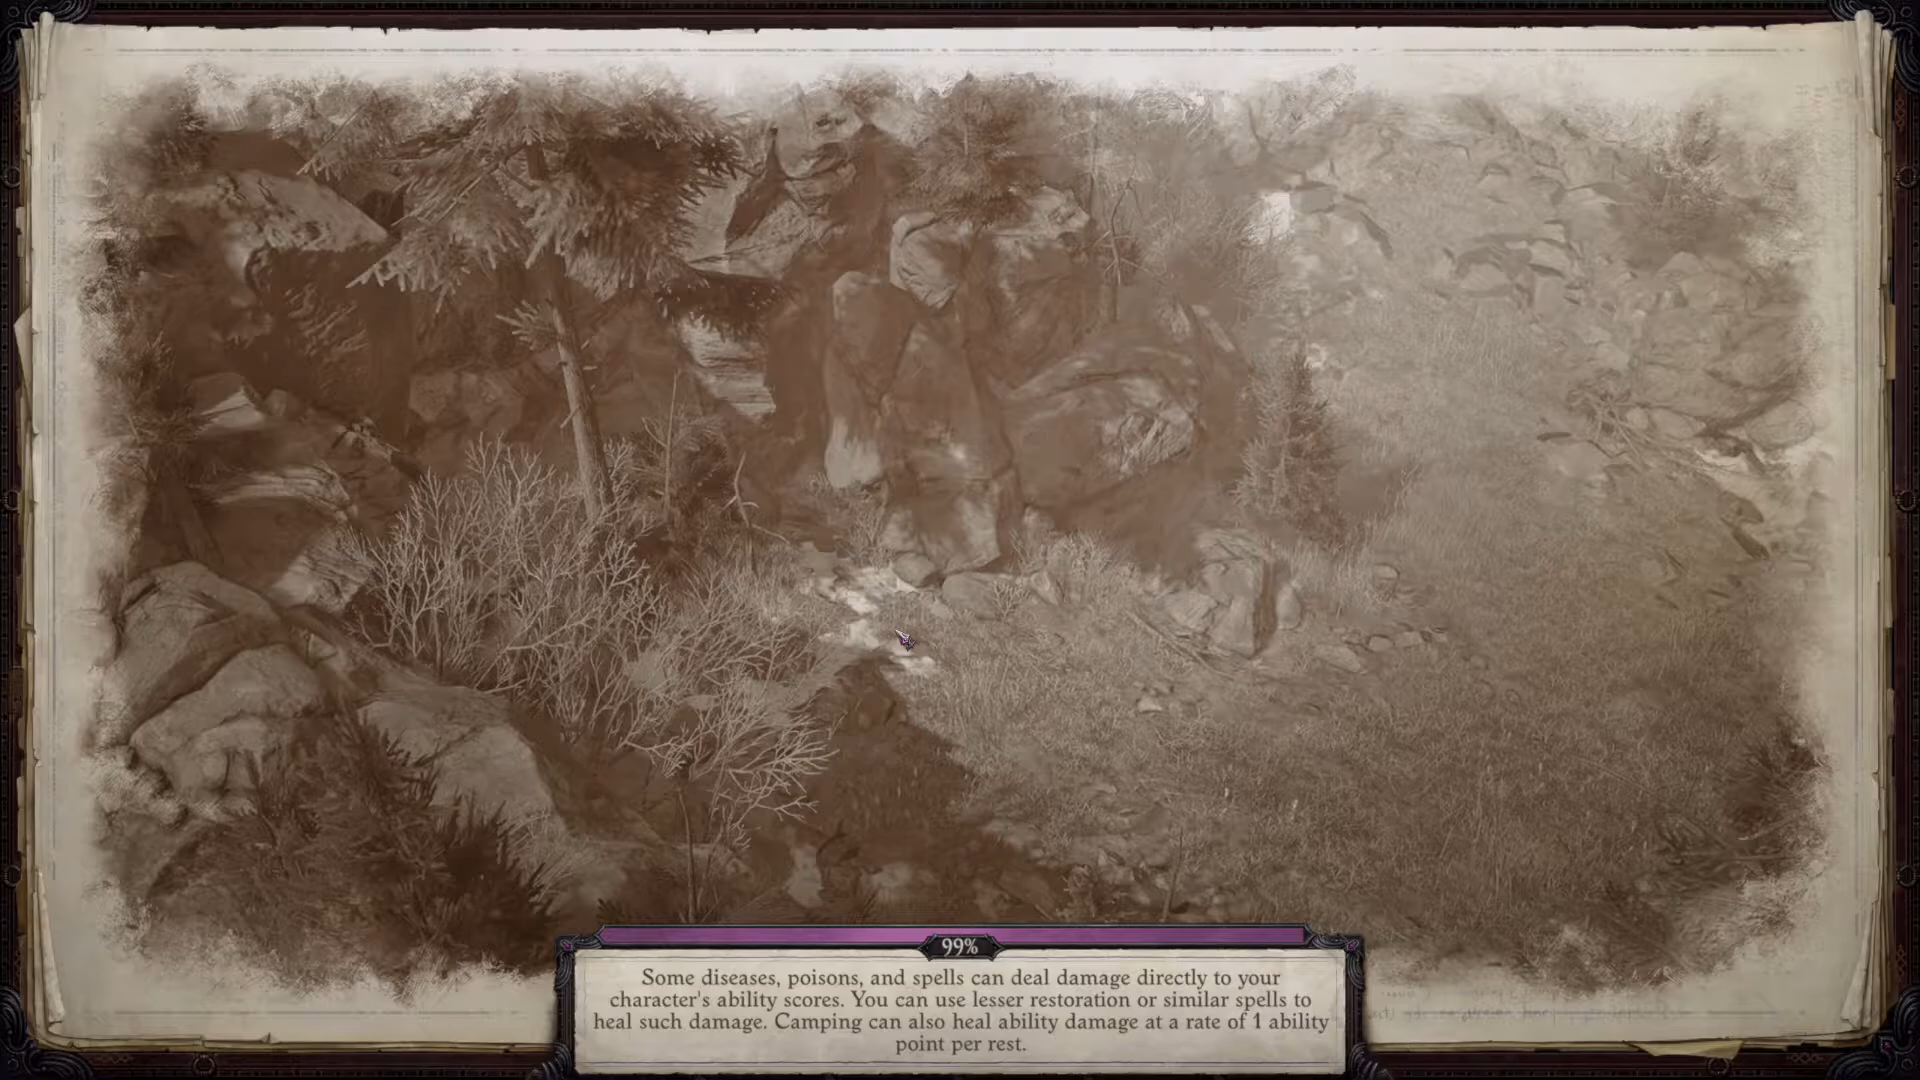 99%
Some diseases, poisons, and spells can deal damage directly to your
character's ability scores. You can use lesser restoration or similar spells to
heal such damage. Camping can also heal ability damage at a rate of 1 ability
point per rest.